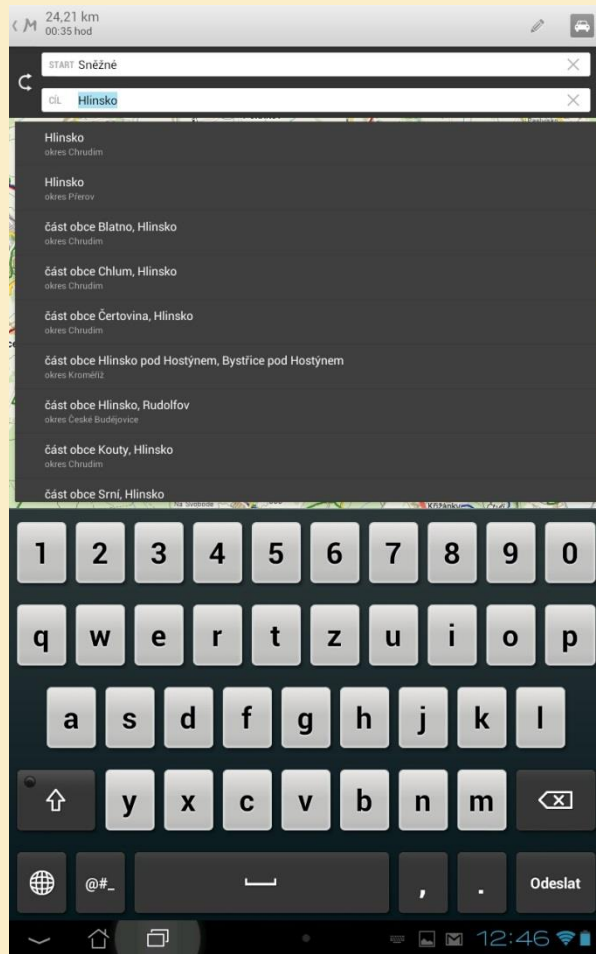 24,21 km
00:35 hod
START Sněžné
CÍL Hlinsko
Hlinsko
okres Chrudim
Hlinsko
okres Přerov
část obce Blatno, Hlinsko
okres Chrudim
část obce Chlum, Hlinsko
okres Chrudim
část obce Čertovina, Hlinsko
okres Chrudim
část obce Hlinsko pod Hostýnem, Bystřice pod Hostýnem
okres Kroměříž
část obce Hlinsko, Rudolfov
okres České Budějovice
část obce Kouty, Hlinsko
okres Chrudim
část obce Srní, Hlinsko
Na Svobodě
Křižánky
1 2 3 4 5 6 7 8 9 0
q w e r t z u i o p
a s d f g h j k l
y x c v b n m
@#_ , . Odeslat
12:46